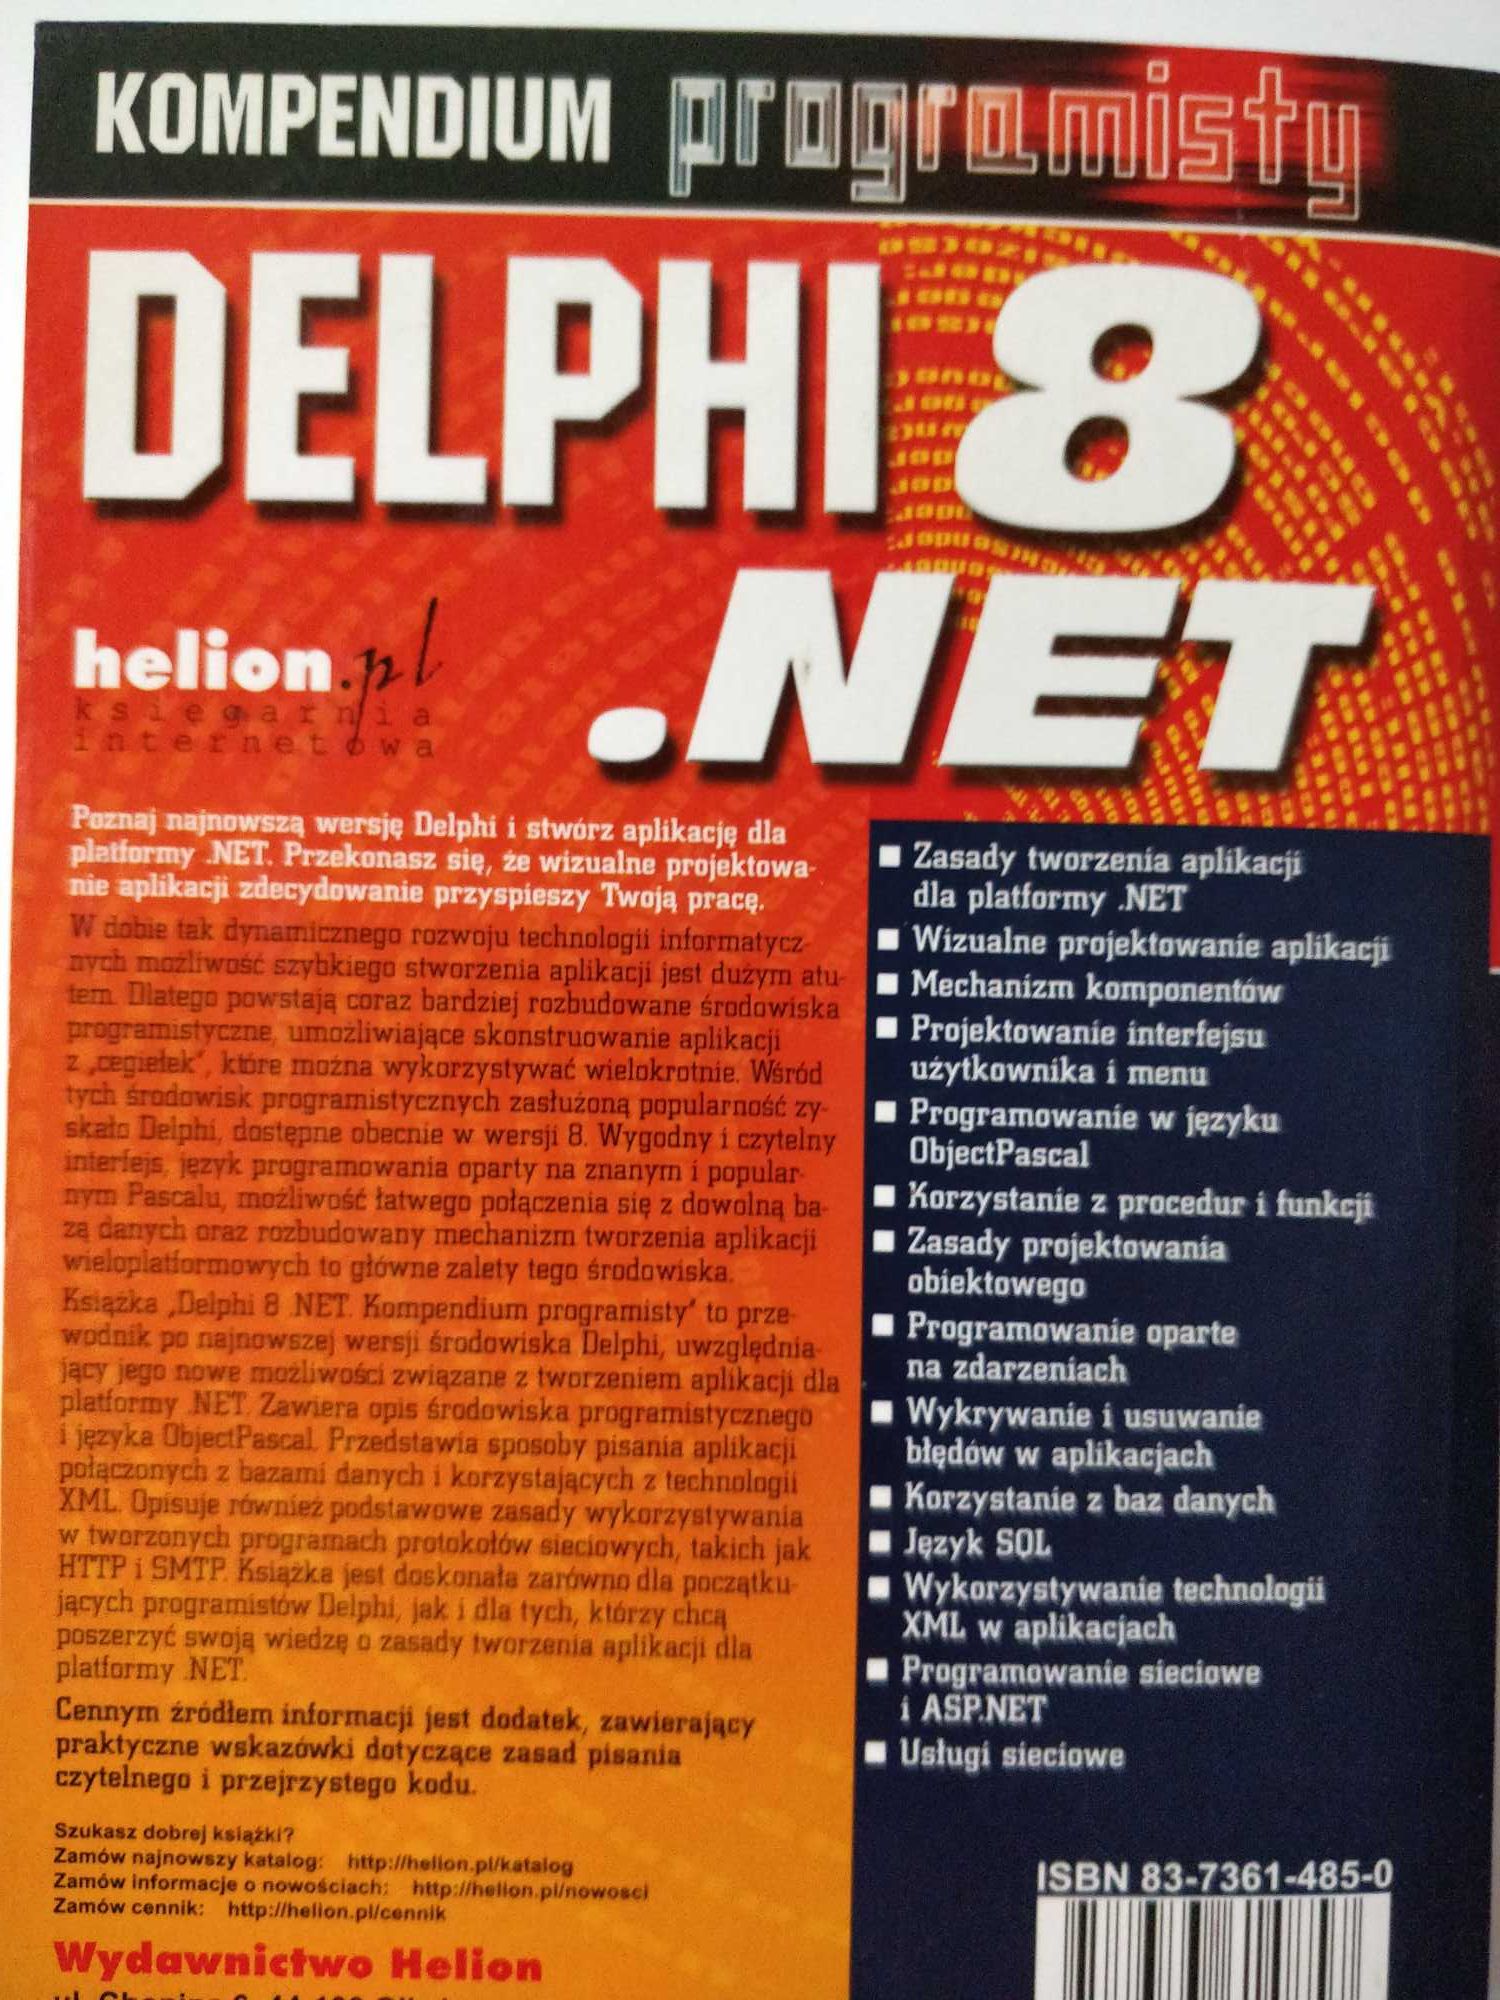 KOMPENDIUM programisty
DELPHI 8
.NET
helion.pl
księgarnia
internetowa
Poznaj najnowszą wersję Delphi i stwórz aplikację dla
platformy .NET. Przekonasz się, że wizualne projektowa-
nie aplikacji zdecydowanie przyspieszy Twoją pracę.
W dobie tak dynamicznego rozwoju technologii informatycz-
nych możliwość szybkiego stworzenia aplikacji jest dużym atu-
tem. Dlatego powstają coraz bardziej rozbudowane środowiska
programistyczne, umożliwiające skonstruowanie aplikacji
z „cegiełek”, które można wykorzystywać wielokrotnie. Wśród
tych środowisk programistycznych zasłużoną popularność zy-
skało Delphi, dostępne obecnie w wersji 8. Wygodny i czytelny
interfejs, język programowania oparty na znanym i popular-
nym Pascalu, możliwość łatwego połączenia się z dowolną ba-
zą danych oraz rozbudowany mechanizm tworzenia aplikacji
wieloplatformowych to główne zalety tego środowiska.
Książka „Delphi 8 .NET. Kompendium programisty” to prze-
wodnik po najnowszej wersji środowiska Delphi, uwzględnia-
jący jego nowe możliwości związane z tworzeniem aplikacji dla
platformy .NET. Zawiera opis środowiska programistycznego
i języka ObjectPascal. Przedstawia sposoby pisania aplikacji
połączonych z bazami danych i korzystających z technologii
XML. Opisuje również podstawowe zasady wykorzystywania
w tworzonych programach protokołów sieciowych, takich jak
HTTP i SMTP. Książka jest doskonała zarówno dla początku-
jących programistów Delphi, jak i dla tych, którzy chcą
poszerzyć swoją wiedzę o zasady tworzenia aplikacji dla
platformy .NET.
Cennym źródłem informacji jest dodatek, zawierający
praktyczne wskazówki dotyczące zasad pisania
czytelnego i przejrzystego kodu.
Szukasz dobrej książki?
Zamów najnowszy katalog: http://helion.pl/katalog
Zamów informacje o nowościach: http://helion.pl/nowosci
Zamów cennik: http://helion.pl/cennik
Wydawnictwo Helion
■ Zasady tworzenia aplikacji
dla platformy .NET
■ Wizualne projektowanie aplikacji
■ Mechanizm komponentów
■ Projektowanie interfejsu
użytkownika i menu
■ Programowanie w języku
ObjectPascal
■ Korzystanie z procedur i funkcji
■ Zasady projektowania
obiektowego
■ Programowanie oparte
na zdarzeniach
■ Wykrywanie i usuwanie
błędów w aplikacjach
■ Korzystanie z baz danych
■ Język SQL
■ Wykorzystywanie technologii
XML w aplikacjach
■ Programowanie sieciowe
i ASP.NET
■ Usługi sieciowe
ISBN 83-7361-485-0